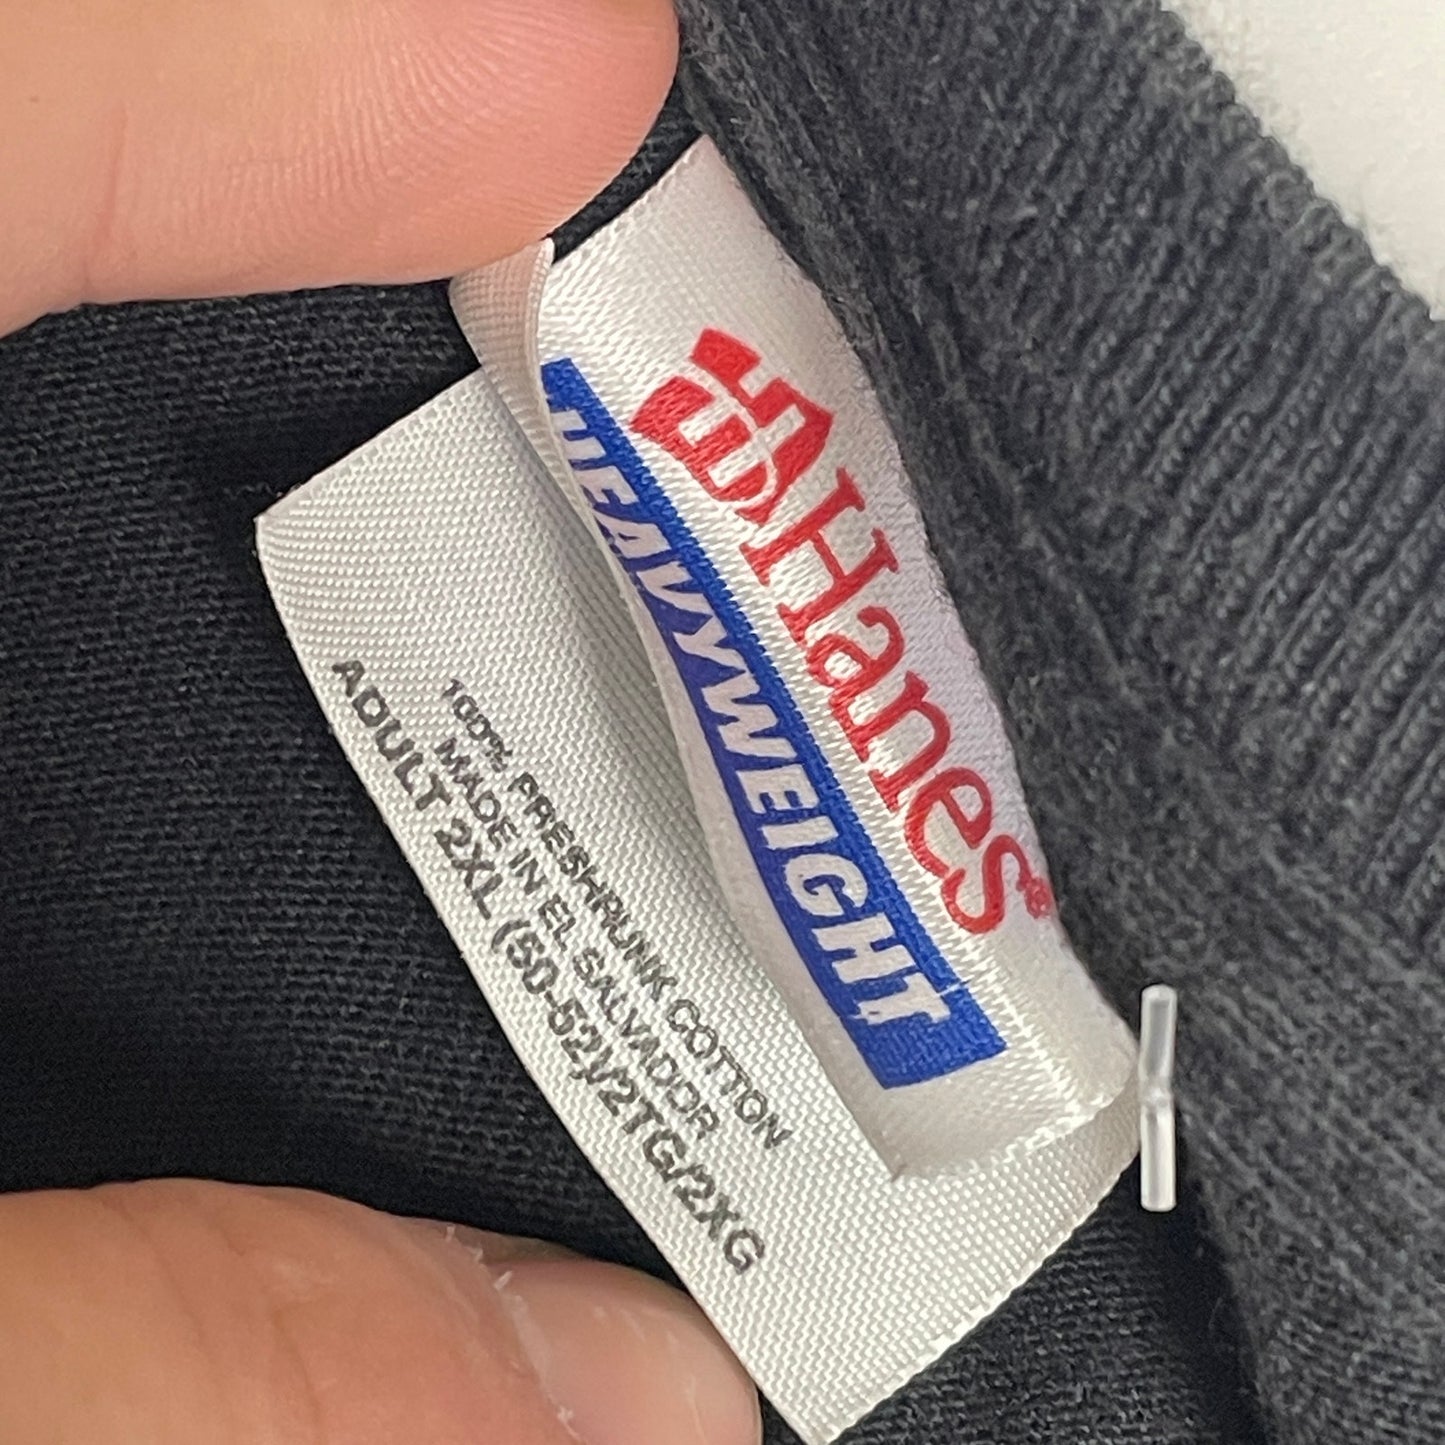 Hanes®
HEAVYWEIGHT
100% PRESHRUNK COTTON
MADE IN EL SALVADOR
ADULT 2XL (50-52)/2TG/2XG